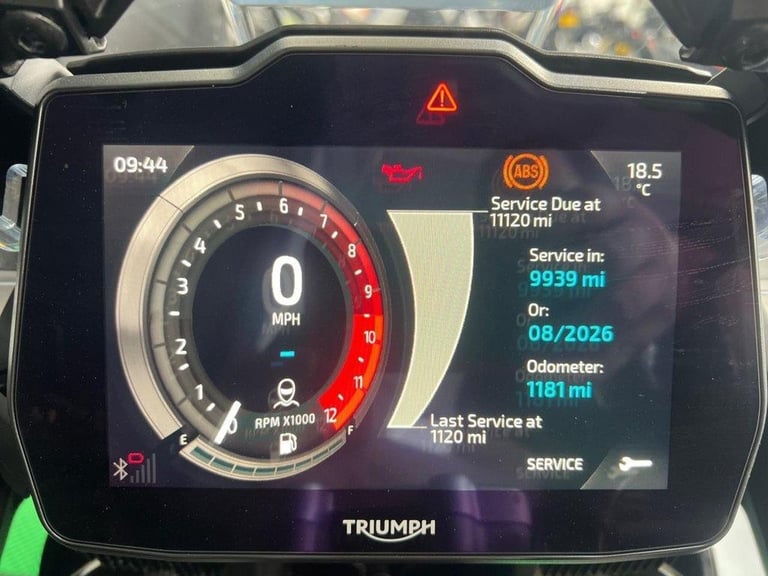 09:44
ABS
18.5
°C
Service Due at
11120 mi
Service in:
9939 mi
Or:
08/2026
Odometer:
1181 mi
Last Service at
1120 mi
SERVICE
0
1
2
3
4
5
6
7
8
9
10
11
12
0
MPH
-
RPM X1000
E
F
TRIUMPH